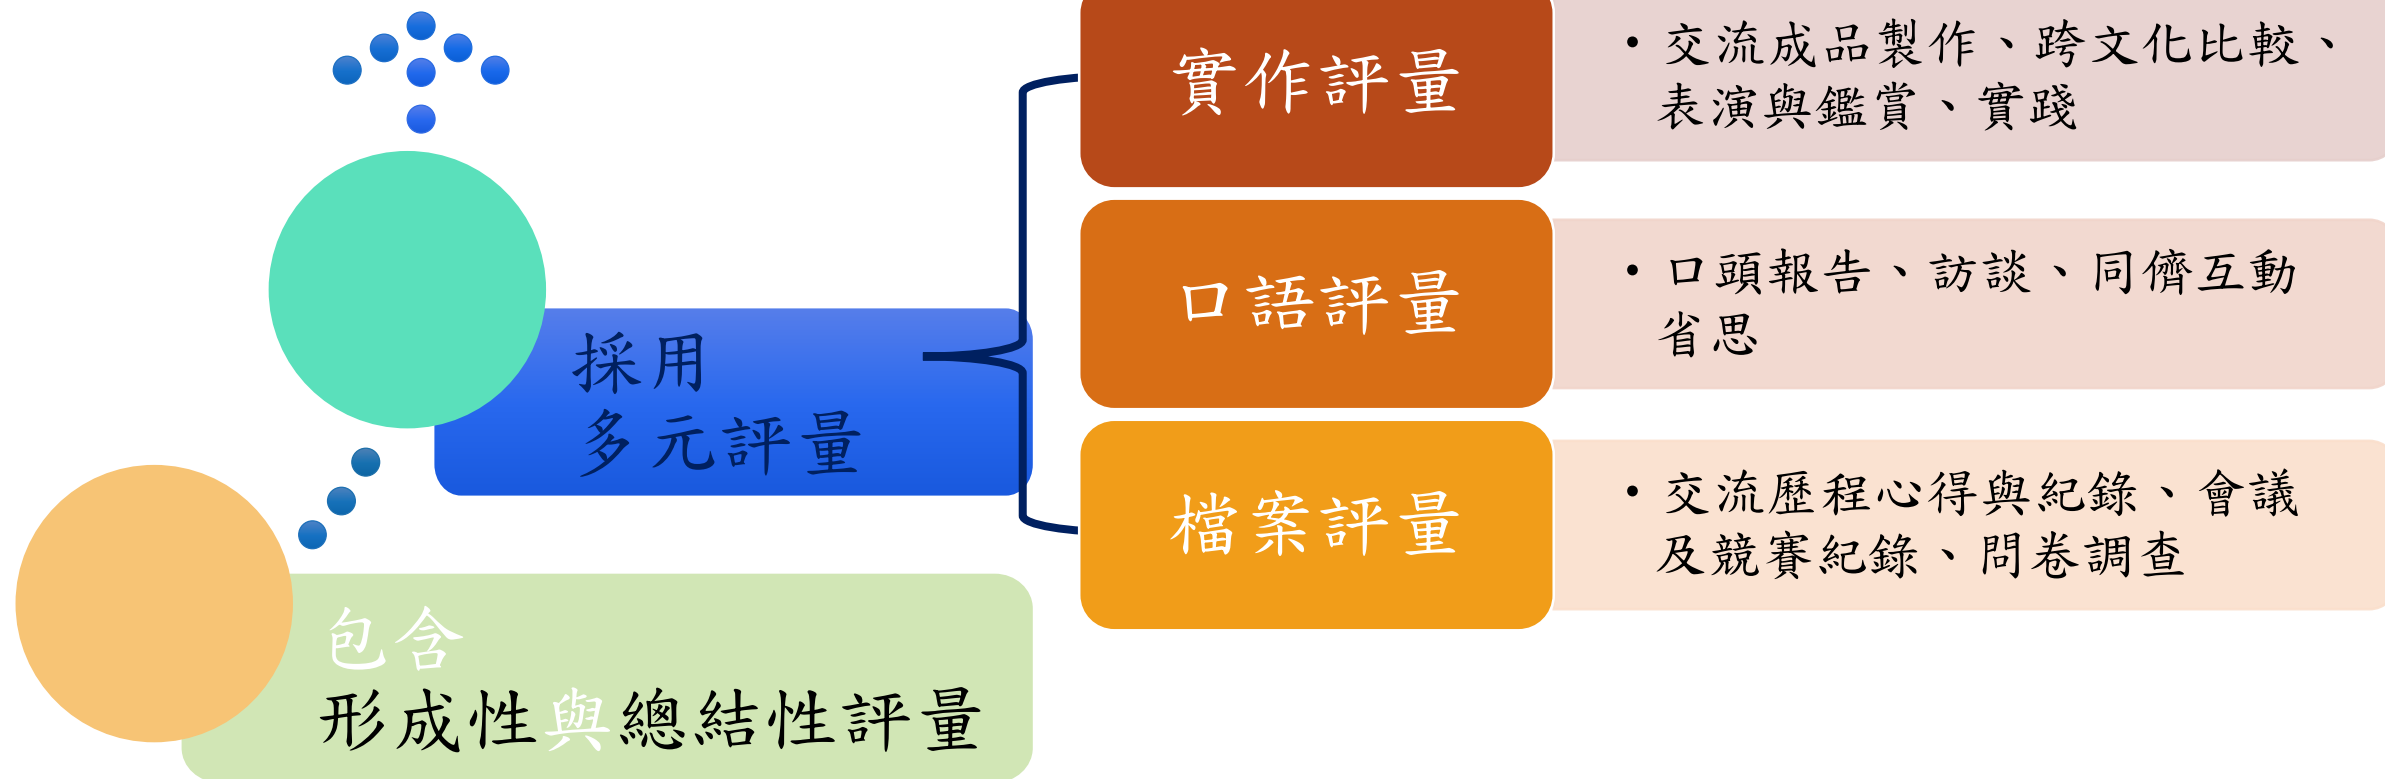 實作評量
• 交流成品製作、跨文化比較、
表演與鑑賞、實踐
口語評量
• 口頭報告、訪談、同儕互動
省思
採用
多元評量
檔案評量
• 交流歷程心得與紀錄、會議
及競賽紀錄、問卷調查
包含
形成性與總結性評量